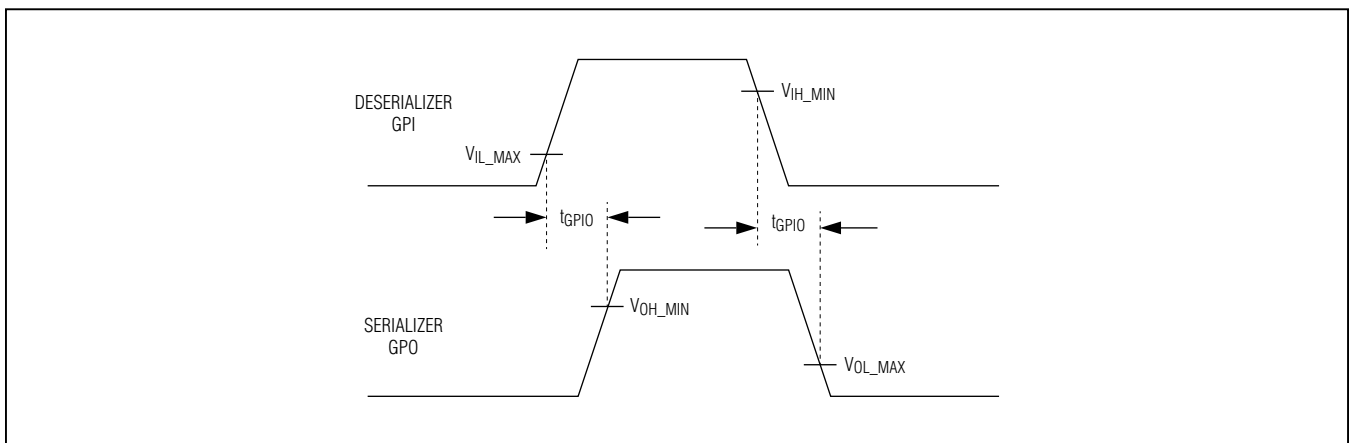 DESERIALIZER
GPI
VIH_MIN
VIL_MAX
tGPIO
tGPIO
SERIALIZER
GPO
VOH_MIN
VOL_MAX